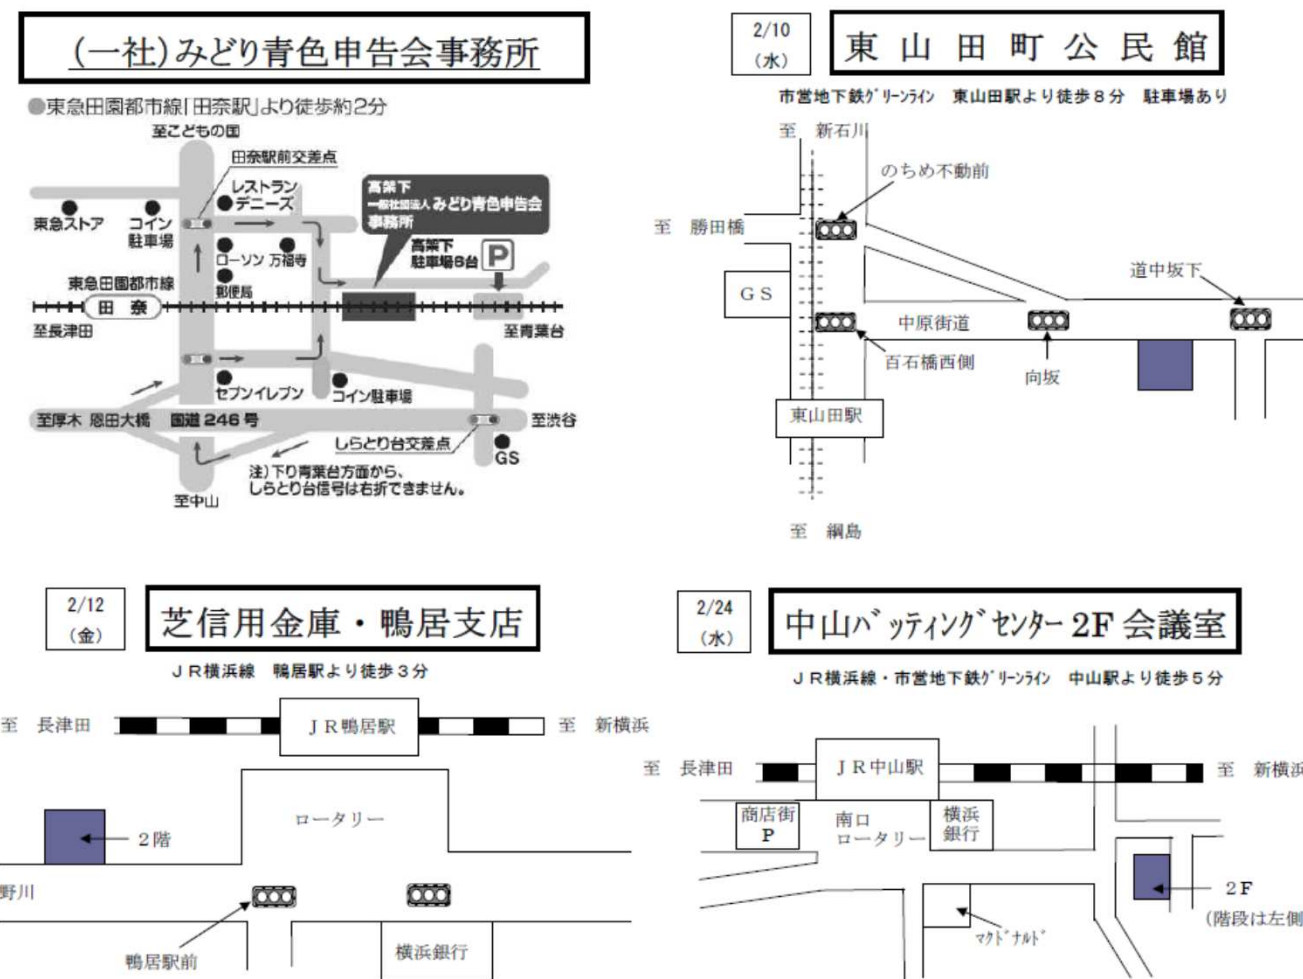 (一社)みどり青色申告会事務所
●東急田園都市線「田奈駅」より徒歩約2分
至こどもの国
田奈駅前交差点
レストラン
デニーズ
東急ストア
コイン
駐車場
高架下
一般社団法人 みどり青色申告会
事務所
ローソン 万福寺
高架下
駐車場6台
P
東急田園都市線
郵便局
田 奈
至長津田
至青葉台
セブンイレブン
コイン駐車場
至厚木 恩田大橋 国道246号
至渋谷
しらとり台交差点
GS
注)下り青葉台方面から、
しらとり台信号は右折できません。
至中山
2/10
(水)
東山田町公民館
市営地下鉄グリーンライン 東山田駅より徒歩8分 駐車場あり
至 新石川
のちめ不動前
至 勝田橋
道中坂下
GS
中原街道
百石橋西側
向坂
東山田駅
至 綱島
2/12
(金)
芝信用金庫・鴨居支店
JR横浜線 鴨居駅より徒歩3分
至 長津田
JR鴨居駅
至 新横浜
ロータリー
2階
野川
鴨居駅前
横浜銀行
2/24
(水)
中山バッティングセンター2F会議室
JR横浜線・市営地下鉄グリーンライン 中山駅より徒歩5分
至 長津田
JR中山駅
至 新横浜
商店街
P
南口
ロータリー
横浜
銀行
2F
(階段は左側
マクドナルド